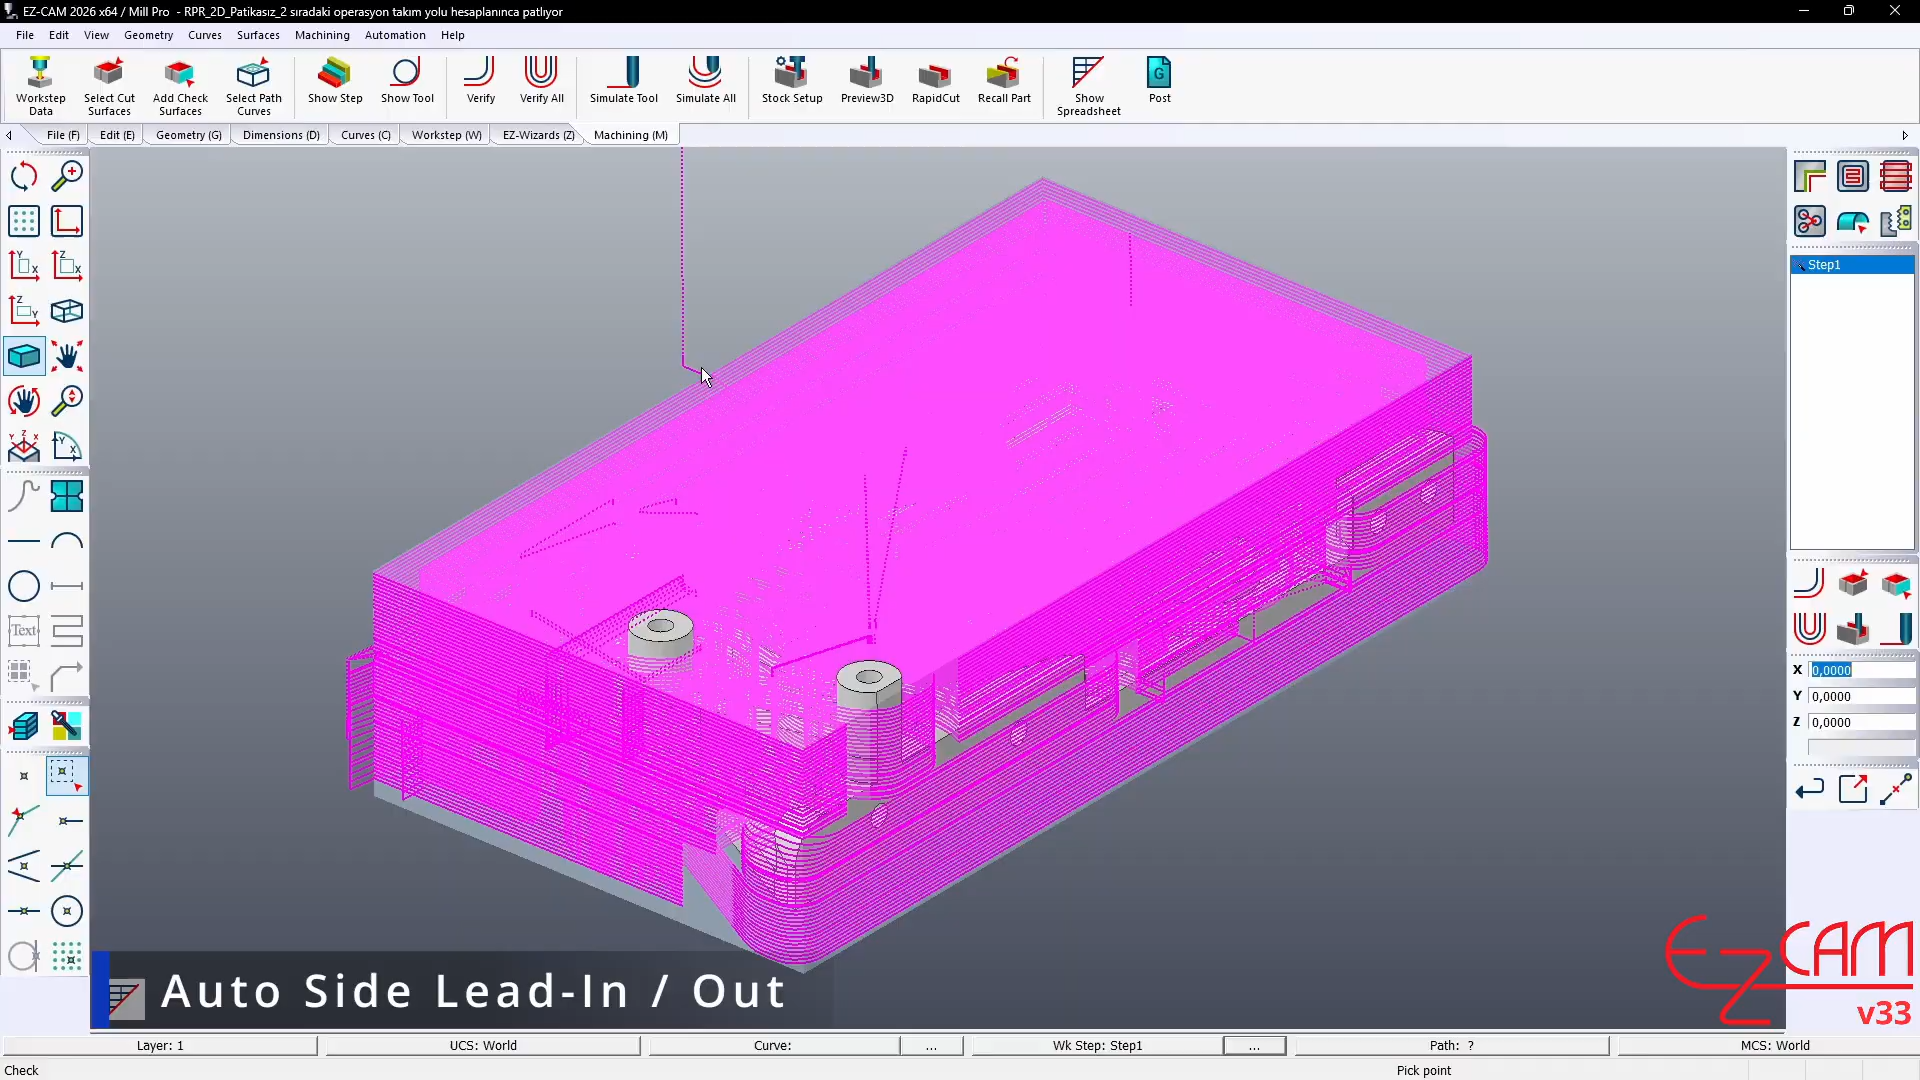 EZ-CAM 2026 x64 / Mill Pro - RPR_2D_Patikasız_2 sıradaki operasyon takım yolu hesaplanınca patlıyor
File Edit View Geometry Curves Surfaces Machining Automation Help
Workstep Data
Select Cut Surfaces
Add Check Surfaces
Select Path Curves
Show Step
Show Tool
Verify
Verify All
Simulate Tool
Simulate All
Stock Setup
Preview3D
RapidCut
Recall Part
Show Spreadsheet
G
Post
File (F) Edit (E) Geometry (G) Dimensions (D) Curves (C) Workstep (W) EZ-Wizards (Z) Machining (M)
Y X
Z X
Z Y
Y Z X
Y X
Text
Step1
X 0,0000
Y 0,0000
Z 0,0000
EZCAM
v33
Auto Side Lead-In / Out
Layer: 1 UCS: World Curve: ... Wk Step: Step1 ... Path: ? MCS: World
Check Pick point